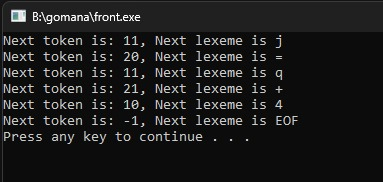 B:\gomana\front.exe
Next token is: 11, Next lexeme is j
Next token is: 20, Next lexeme is =
Next token is: 11, Next lexeme is q
Next token is: 21, Next lexeme is +
Next token is: 10, Next lexeme is 4
Next token is: -1, Next lexeme is EOF
Press any key to continue . . .